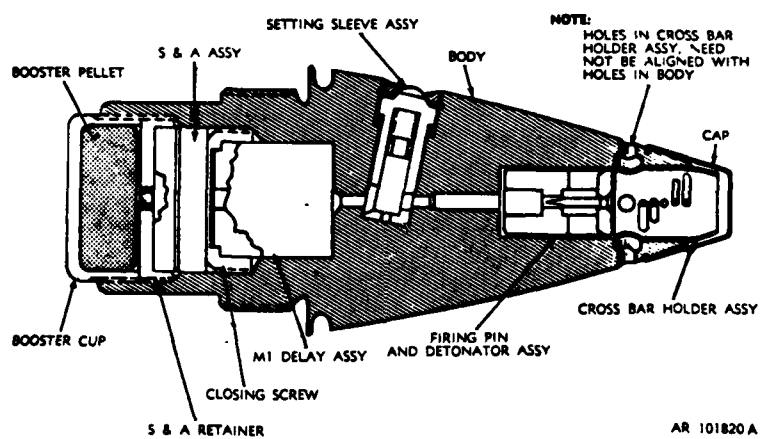 SETTING SLEEVE ASSY
NOTE:
HOLES IN CROSS BAR
HOLDER ASSY, NEED
NOT BE ALIGNED WITH
HOLES IN BODY
S & A ASSY
BODY
BOOSTER PELLET
CAP
CROSS BAR HOLDER ASSY
BOOSTER CUP
FIRING PIN
AND DETONATOR ASSY
M1 DELAY ASSY
CLOSING SCREW
S & A RETAINER
AR 101820 A